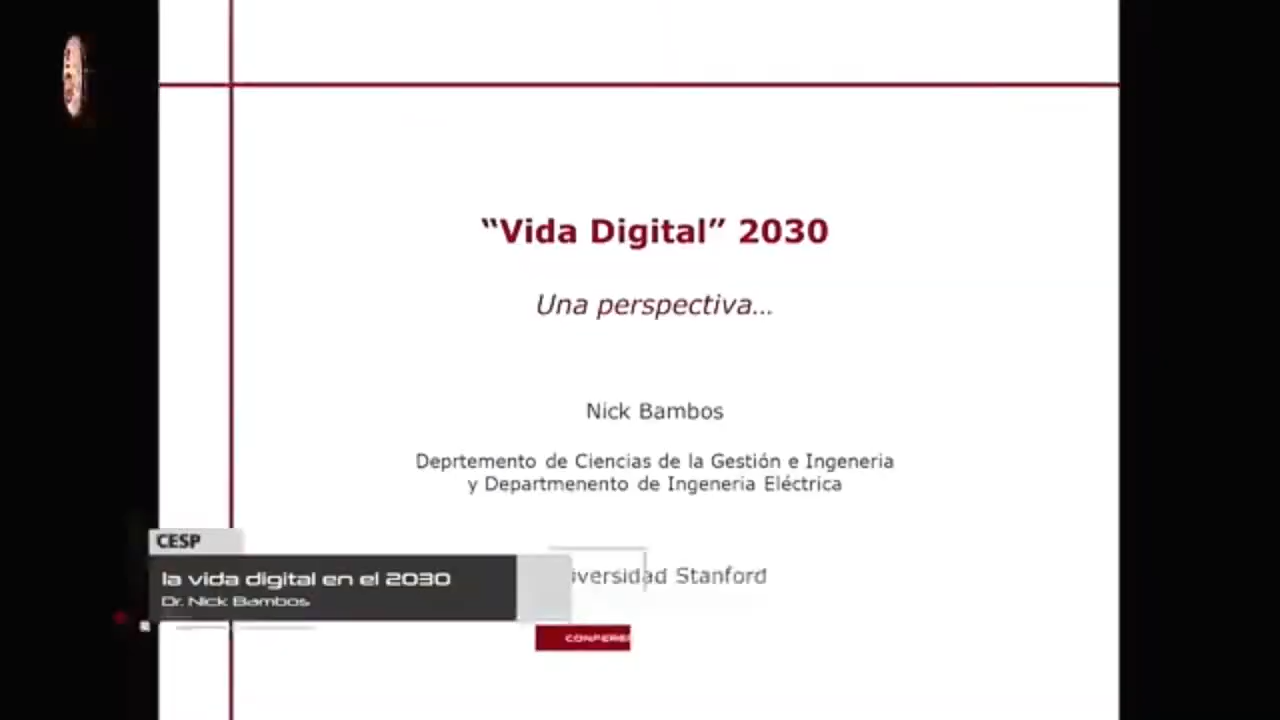 “Vida Digital” 2030
Una perspectiva...
Nick Bambos
Deprtemento de Ciencias de la Gestión e Ingeneria
y Departmenento de Ingeneria Eléctrica
iversidad Stanford
CESP
la vida digital en el 2030
Dr. Nick Bambos